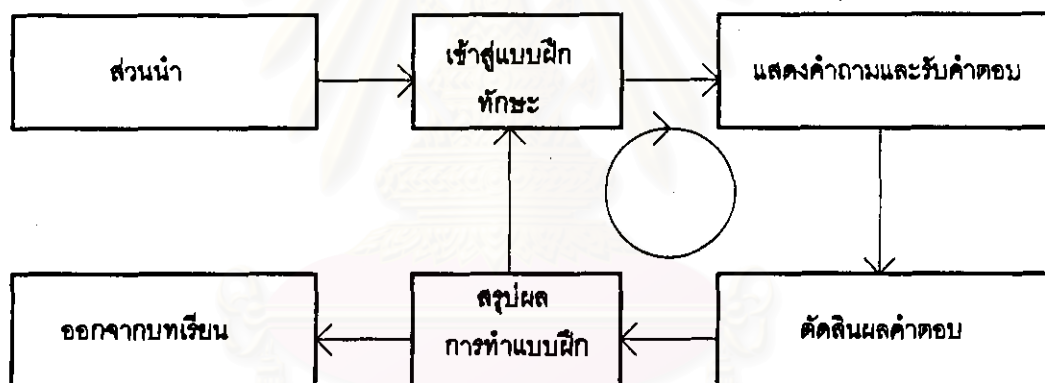 ส่วนนำ
เข้าสู่แบบฝึก
ทักษะ
แสดงคำถามและรับคำตอบ
ออกจากบทเรียน
สรุปผล
การทำแบบฝึก
ตัดสินผลคำตอบ